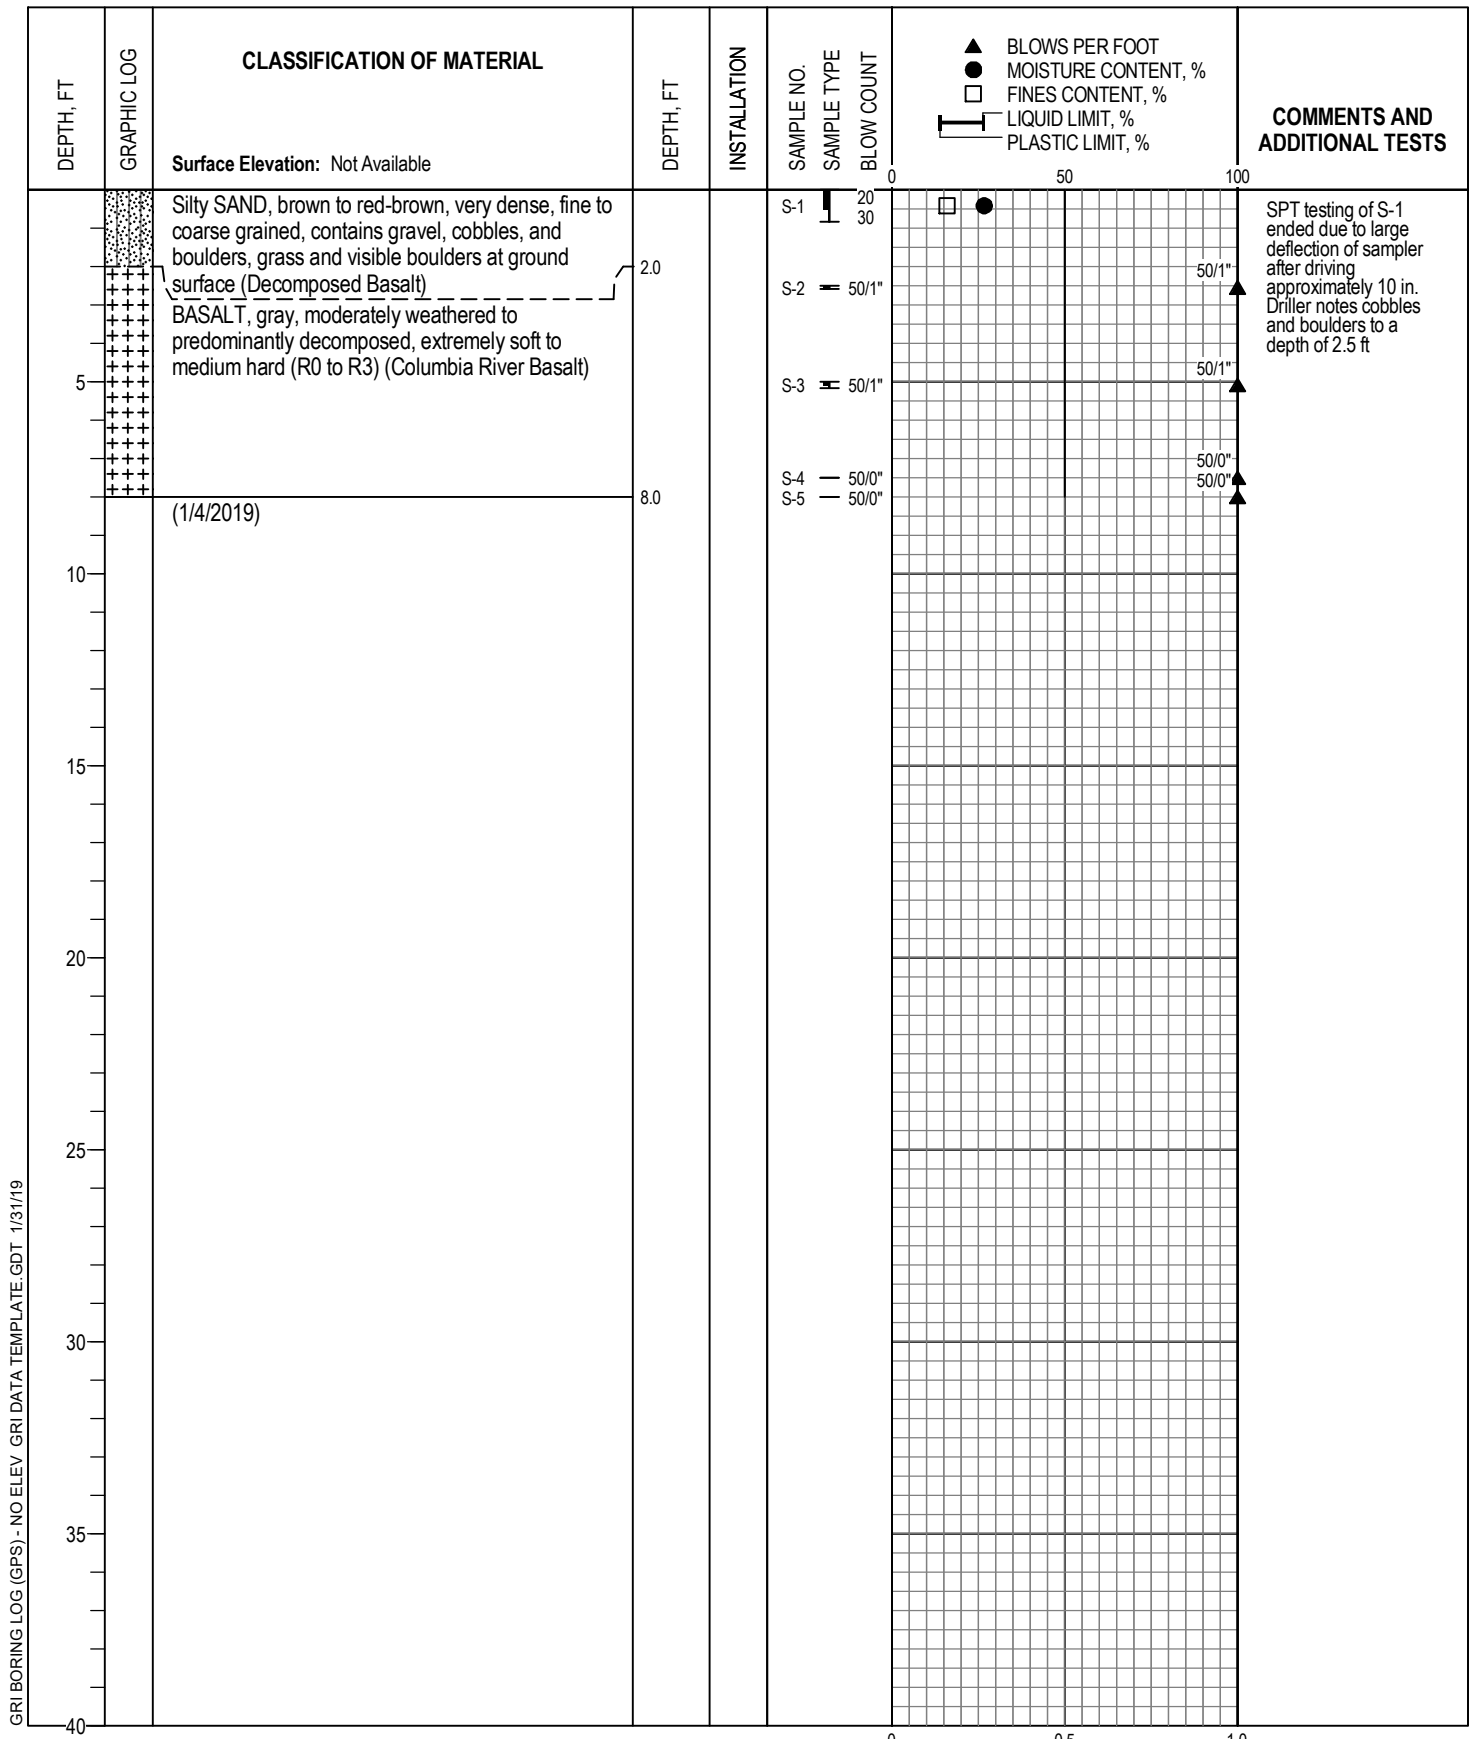 DEPTH, FT
GRAPHIC LOG
CLASSIFICATION OF MATERIAL
Surface Elevation: Not Available
DEPTH, FT
INSTALLATION
SAMPLE NO.
SAMPLE TYPE
BLOW COUNT
BLOWS PER FOOT
MOISTURE CONTENT, %
FINES CONTENT, %
LIQUID LIMIT, %
PLASTIC LIMIT, %
0 50 100
COMMENTS AND
ADDITIONAL TESTS
Silty SAND, brown to red-brown, very dense, fine to
coarse grained, contains gravel, cobbles, and
boulders, grass and visible boulders at ground
surface (Decomposed Basalt)
2.0
BASALT, gray, moderately weathered to
predominantly decomposed, extremely soft to
medium hard (R0 to R3) (Columbia River Basalt)
8.0
(1/4/2019)
S-1 20
30
S-2 50/1"
50/1"
S-3 50/1"
50/1"
S-4 50/0"
50/0"
S-5 50/0"
50/0"
SPT testing of S-1
ended due to large
deflection of sampler
after driving
approximately 10 in.
Driller notes cobbles
and boulders to a
depth of 2.5 ft
5
10
15
20
25
30
35
40
0 0.5 1.0
GRI BORING LOG (GPS) - NO ELEV GRI DATA TEMPLATE.GDT 1/31/19